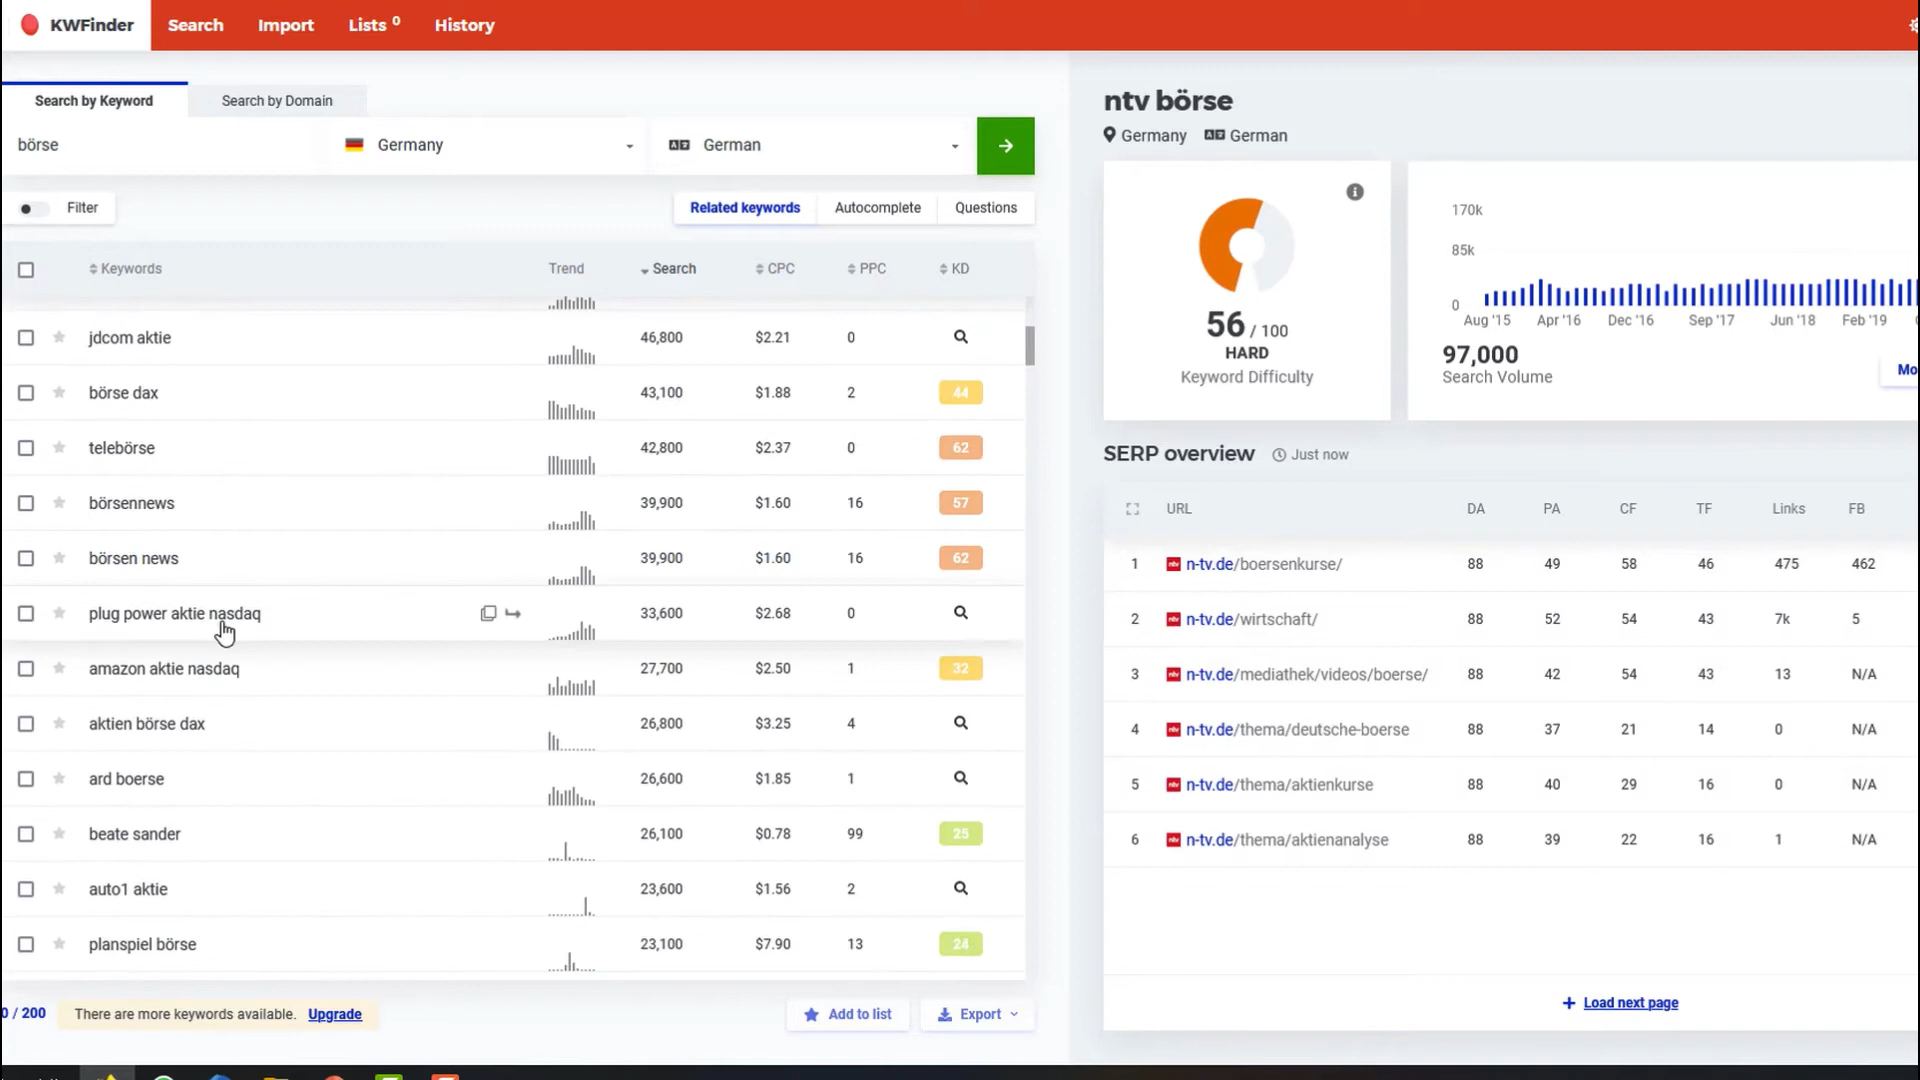 KWFinder Search Import Lists 0 History
Search by Keyword Search by Domain
börse Germany German
Filter Related keywords Autocomplete Questions
Keywords Trend Search CPC PPC KD
jdcom aktie 46,800 $2.21 0
börse dax 43,100 $1.88 2 44
telebörse 42,800 $2.37 0 62
börsennews 39,900 $1.60 16 57
börsen news 39,900 $1.60 16 62
plug power aktie nasdaq 33,600 $2.68 0
amazon aktie nasdaq 27,700 $2.50 1 32
aktien börse dax 26,800 $3.25 4
ard boerse 26,600 $1.85 1
beate sander 26,100 $0.78 99 25
auto1 aktie 23,600 $1.56 2
planspiel börse 23,100 $7.90 13 24
0 / 200 There are more keywords available. Upgrade Add to list Export
ntv börse
Germany German
56 / 100
HARD
Keyword Difficulty
170k
85k
0
Aug '15 Apr '16 Dec '16 Sep '17 Jun '18 Feb '19
97,000
Search Volume
Mo
SERP overview Just now
URL DA PA CF TF Links FB
1 n-tv.de/boersenkurse/ 88 49 58 46 475 462
2 n-tv.de/wirtschaft/ 88 52 54 43 7k 5
3 n-tv.de/mediathek/videos/boerse/ 88 42 54 43 13 N/A
4 n-tv.de/thema/deutsche-boerse 88 37 21 14 0 N/A
5 n-tv.de/thema/aktienkurse 88 40 29 16 0 N/A
6 n-tv.de/thema/aktienanalyse 88 39 22 16 1 N/A
Load next page